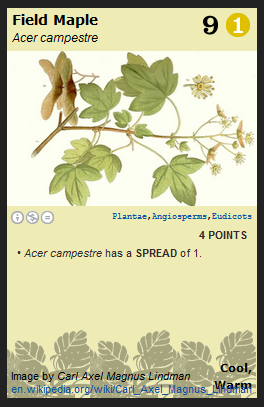 Field Maple
Acer campestre
9 1
Plantae, Angiosperms, Eudicots
4 POINTS
• Acer campestre has a SPREAD of 1.
Cool,
Image by Carl Axel Magnus Lindman
Warm
en.wikipedia.org/wiki/Carl_Axel_Magnus_Lindman